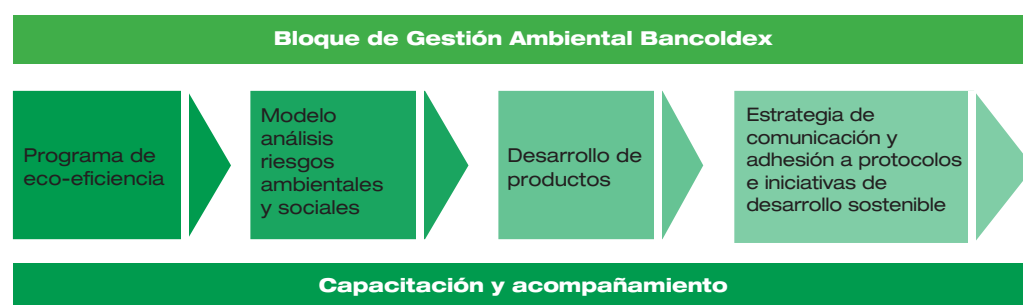 Bloque de Gestión Ambiental Bancoldex
Programa de
eco-eficiencia
Modelo
análisis
riesgos
ambientales
y sociales
Desarrollo de
productos
Estrategia de
comunicación y
adhesión a protocolos
e iniciativas de
desarrollo sostenible
Capacitación y acompañamiento